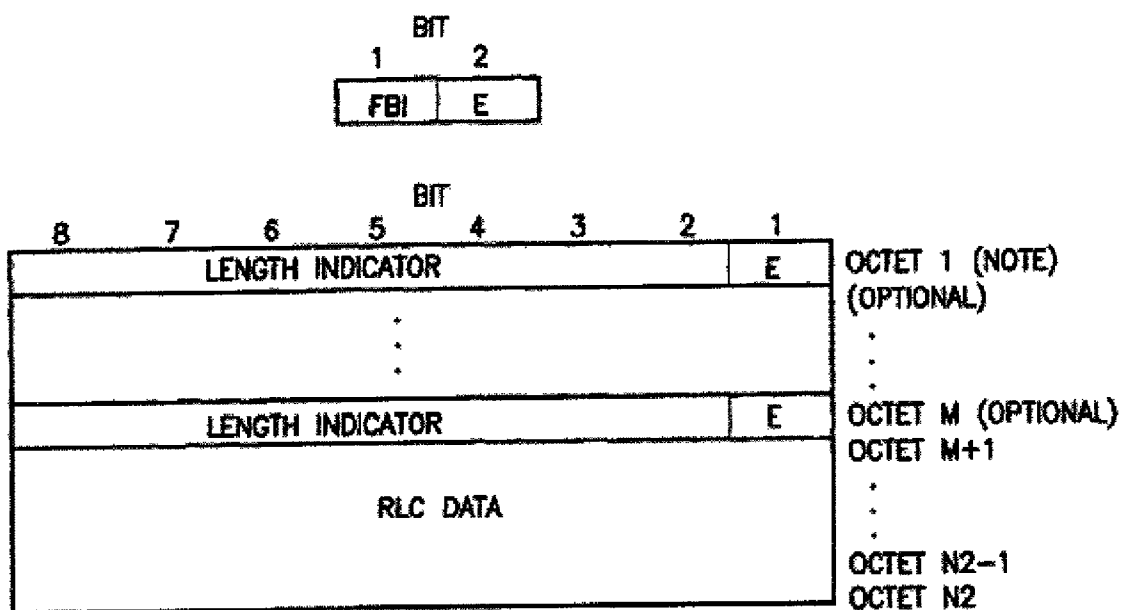 BIT
1 2
FBI E
BIT
8 7 6 5 4 3 2 1
LENGTH INDICATOR E OCTET 1 (NOTE)
(OPTIONAL)
LENGTH INDICATOR E OCTET M (OPTIONAL)
OCTET M+1
RLC DATA
OCTET N2-1
OCTET N2